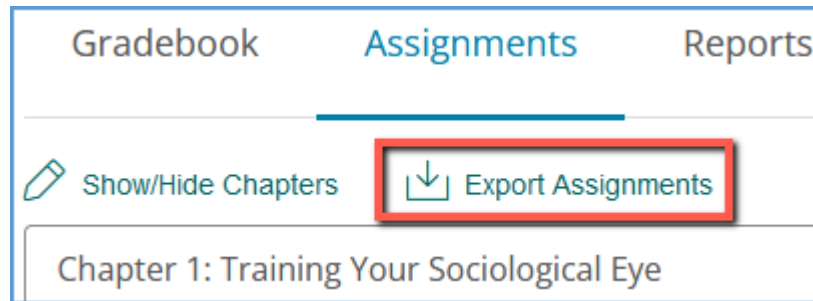 Gradebook Assignments Reports
Show/Hide Chapters Export Assignments
Chapter 1: Training Your Sociological Eye